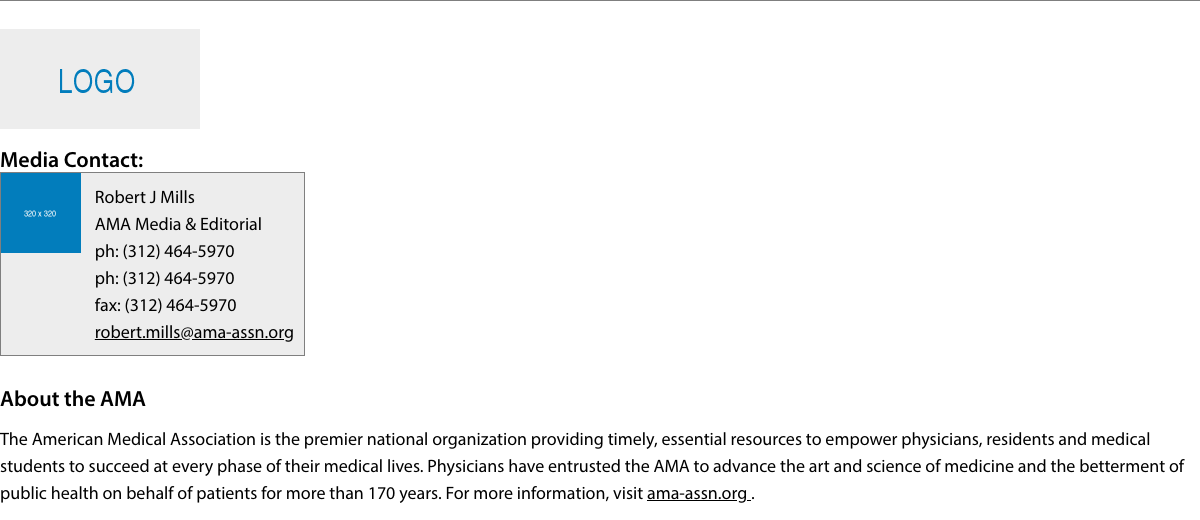 LOGO
Media Contact:
320 x 320
Robert J Mills
AMA Media & Editorial
ph: (312) 464-5970
ph: (312) 464-5970
fax: (312) 464-5970
robert.mills@ama-assn.org
About the AMA
The American Medical Association is the premier national organization providing timely, essential resources to empower physicians, residents and medical
students to succeed at every phase of their medical lives. Physicians have entrusted the AMA to advance the art and science of medicine and the betterment of
public health on behalf of patients for more than 170 years. For more information, visit ama-assn.org .